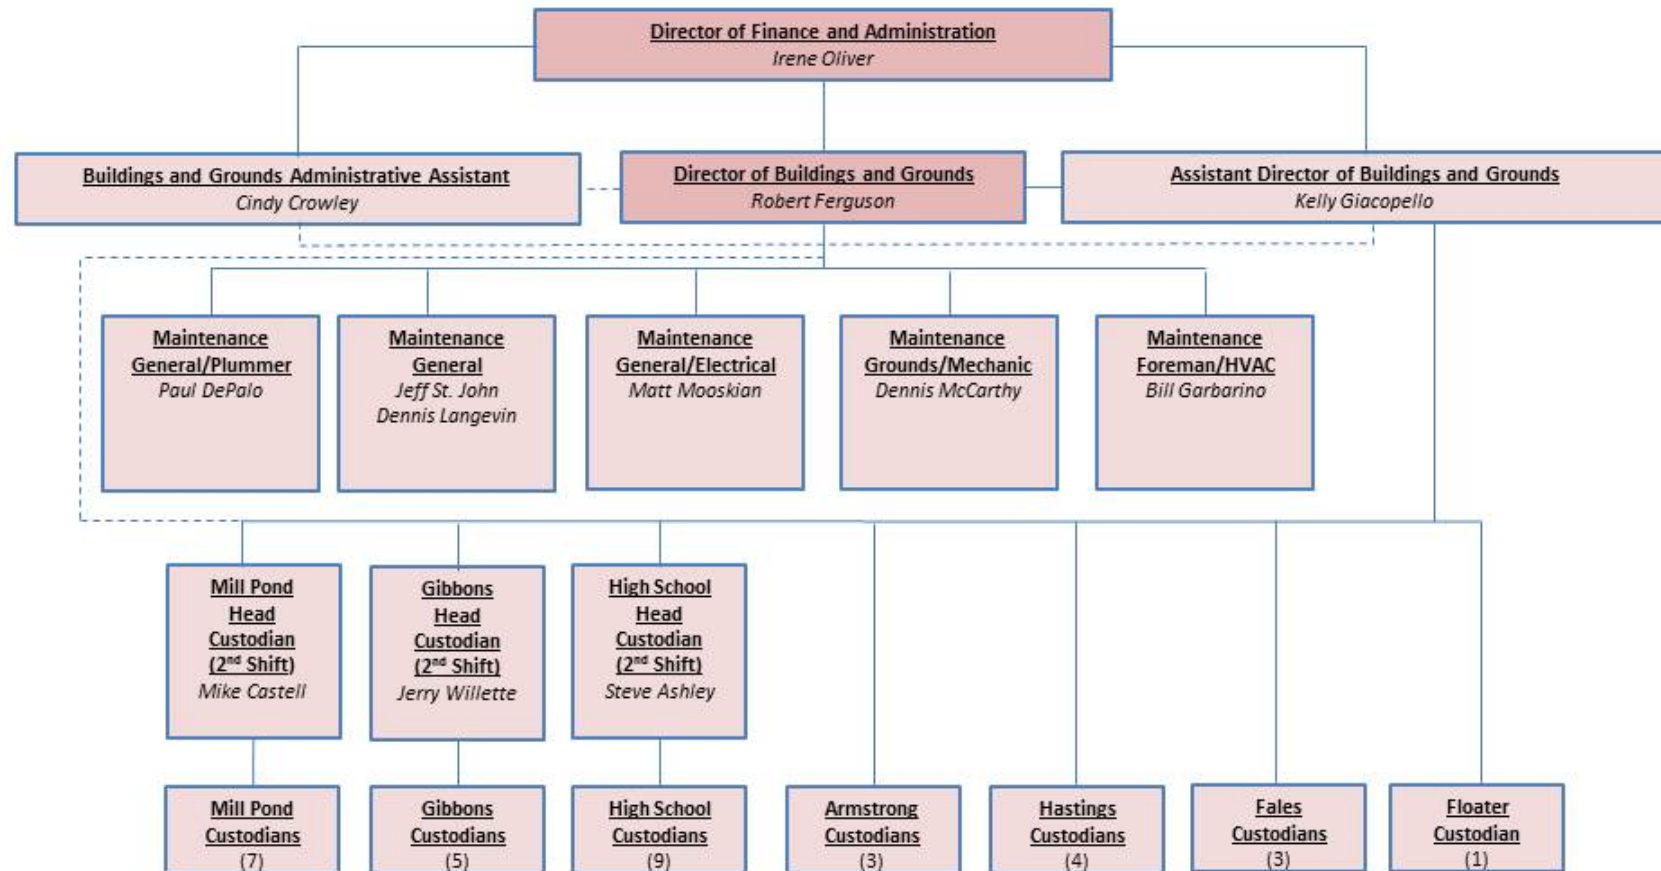 Director of Finance and Administration
Irene Oliver
Buildings and Grounds Administrative Assistant
Cindy Crowley
Director of Buildings and Grounds
Robert Ferguson
Assistant Director of Buildings and Grounds
Kelly Giacopello
Maintenance
General/Plummer
Paul DePalo
Maintenance
General
Jeff St. John
Dennis Langevin
Maintenance
General/Electrical
Matt Mooskian
Maintenance
Grounds/Mechanic
Dennis McCarthy
Maintenance
Foreman/HVAC
Bill Garbarino
Mill Pond
Head
Custodian
(2nd Shift)
Mike Castell
Gibbons
Head
Custodian
(2nd Shift)
Jerry Willette
High School
Head
Custodian
(2nd Shift)
Steve Ashley
Mill Pond
Custodians
(7)
Gibbons
Custodians
(5)
High School
Custodians
(9)
Armstrong
Custodians
(3)
Hastings
Custodians
(4)
Fales
Custodians
(3)
Floater
Custodian
(1)